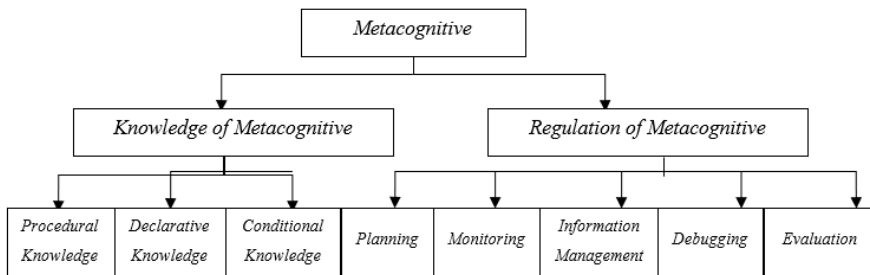 Metacognitive
Knowledge of Metacognitive
Regulation of Metacognitive
Procedural
Knowledge
Declarative
Knowledge
Conditional
Knowledge
Planning
Monitoring
Information
Management
Debugging
Evaluation